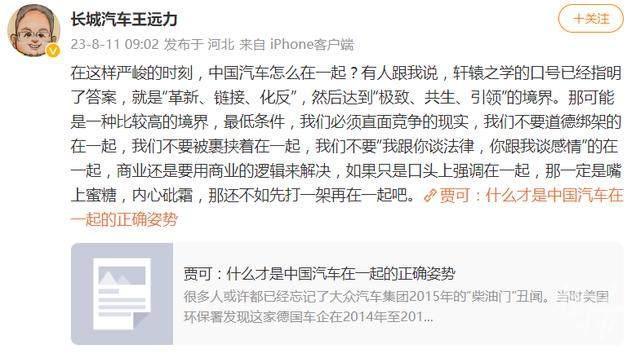 长城汽车王远力
+关注
23-8-11 09:02 发布于 河北 来自 iPhone客户端
在这样严峻的时刻，中国汽车怎么在一起？有人跟我说，轩辕之学的口号已经指明
了答案，就是“革新、链接、化反”，然后达到“极致、共生、引领”的境界。那可能
是一种比较高的境界，最低条件，我们必须直面竞争的现实，我们不要道德绑架的
在一起，我们不要被裹挟着在一起，我们不要“我跟你谈法律，你跟我谈感情”的在
一起，商业还是要用商业的逻辑来解决，如果只是口头上强调在一起，那一定是嘴
上蜜糖，内心砒霜，那还不如先打一架再在一起吧。贾可：什么才是中国汽车在
一起的正确姿势
贾可：什么才是中国汽车在一起的正确姿势
很多人或许都已经忘记了大众汽车集团2015年的“柴油门”丑闻。当时美国
环保署发现这家德国车企在2014年至201...